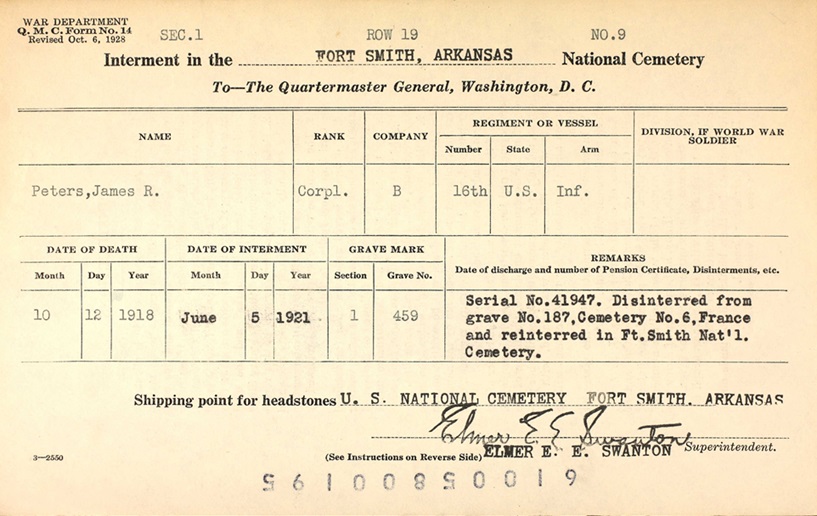 WAR DEPARTMENT
Q. M. C. Form No. 14
Revised Oct. 6, 1928
SEC.1 ROW 19 NO.9
Interment in the FORT SMITH, ARKANSAS National Cemetery
To—The Quartermaster General, Washington, D. C.
NAME RANK COMPANY REGIMENT OR VESSEL DIVISION, IF WORLD WAR SOLDIER
Number State Arm
Peters,James R. Corpl. B 16th U.S. Inf.
DATE OF DEATH DATE OF INTERMENT GRAVE MARK REMARKS
Date of discharge and number of Pension Certificate, Disinterments, etc.
Month Day Year Month Day Year Section Grave No.
10 12 1918 June 5 1921 1 459
Serial No.41947. Disinterred from
grave No.187,Cemetery No.6,France
and reinterred in Ft.Smith Nat'l.
Cemetery.
Shipping point for headstones U. S. NATIONAL CEMETERY FORT SMITH. ARKANSAS
Elmer E. E. Swanton
ELMER E. E. SWANTON Superintendent.
3—2550 (See Instructions on Reverse Side)
61005800195